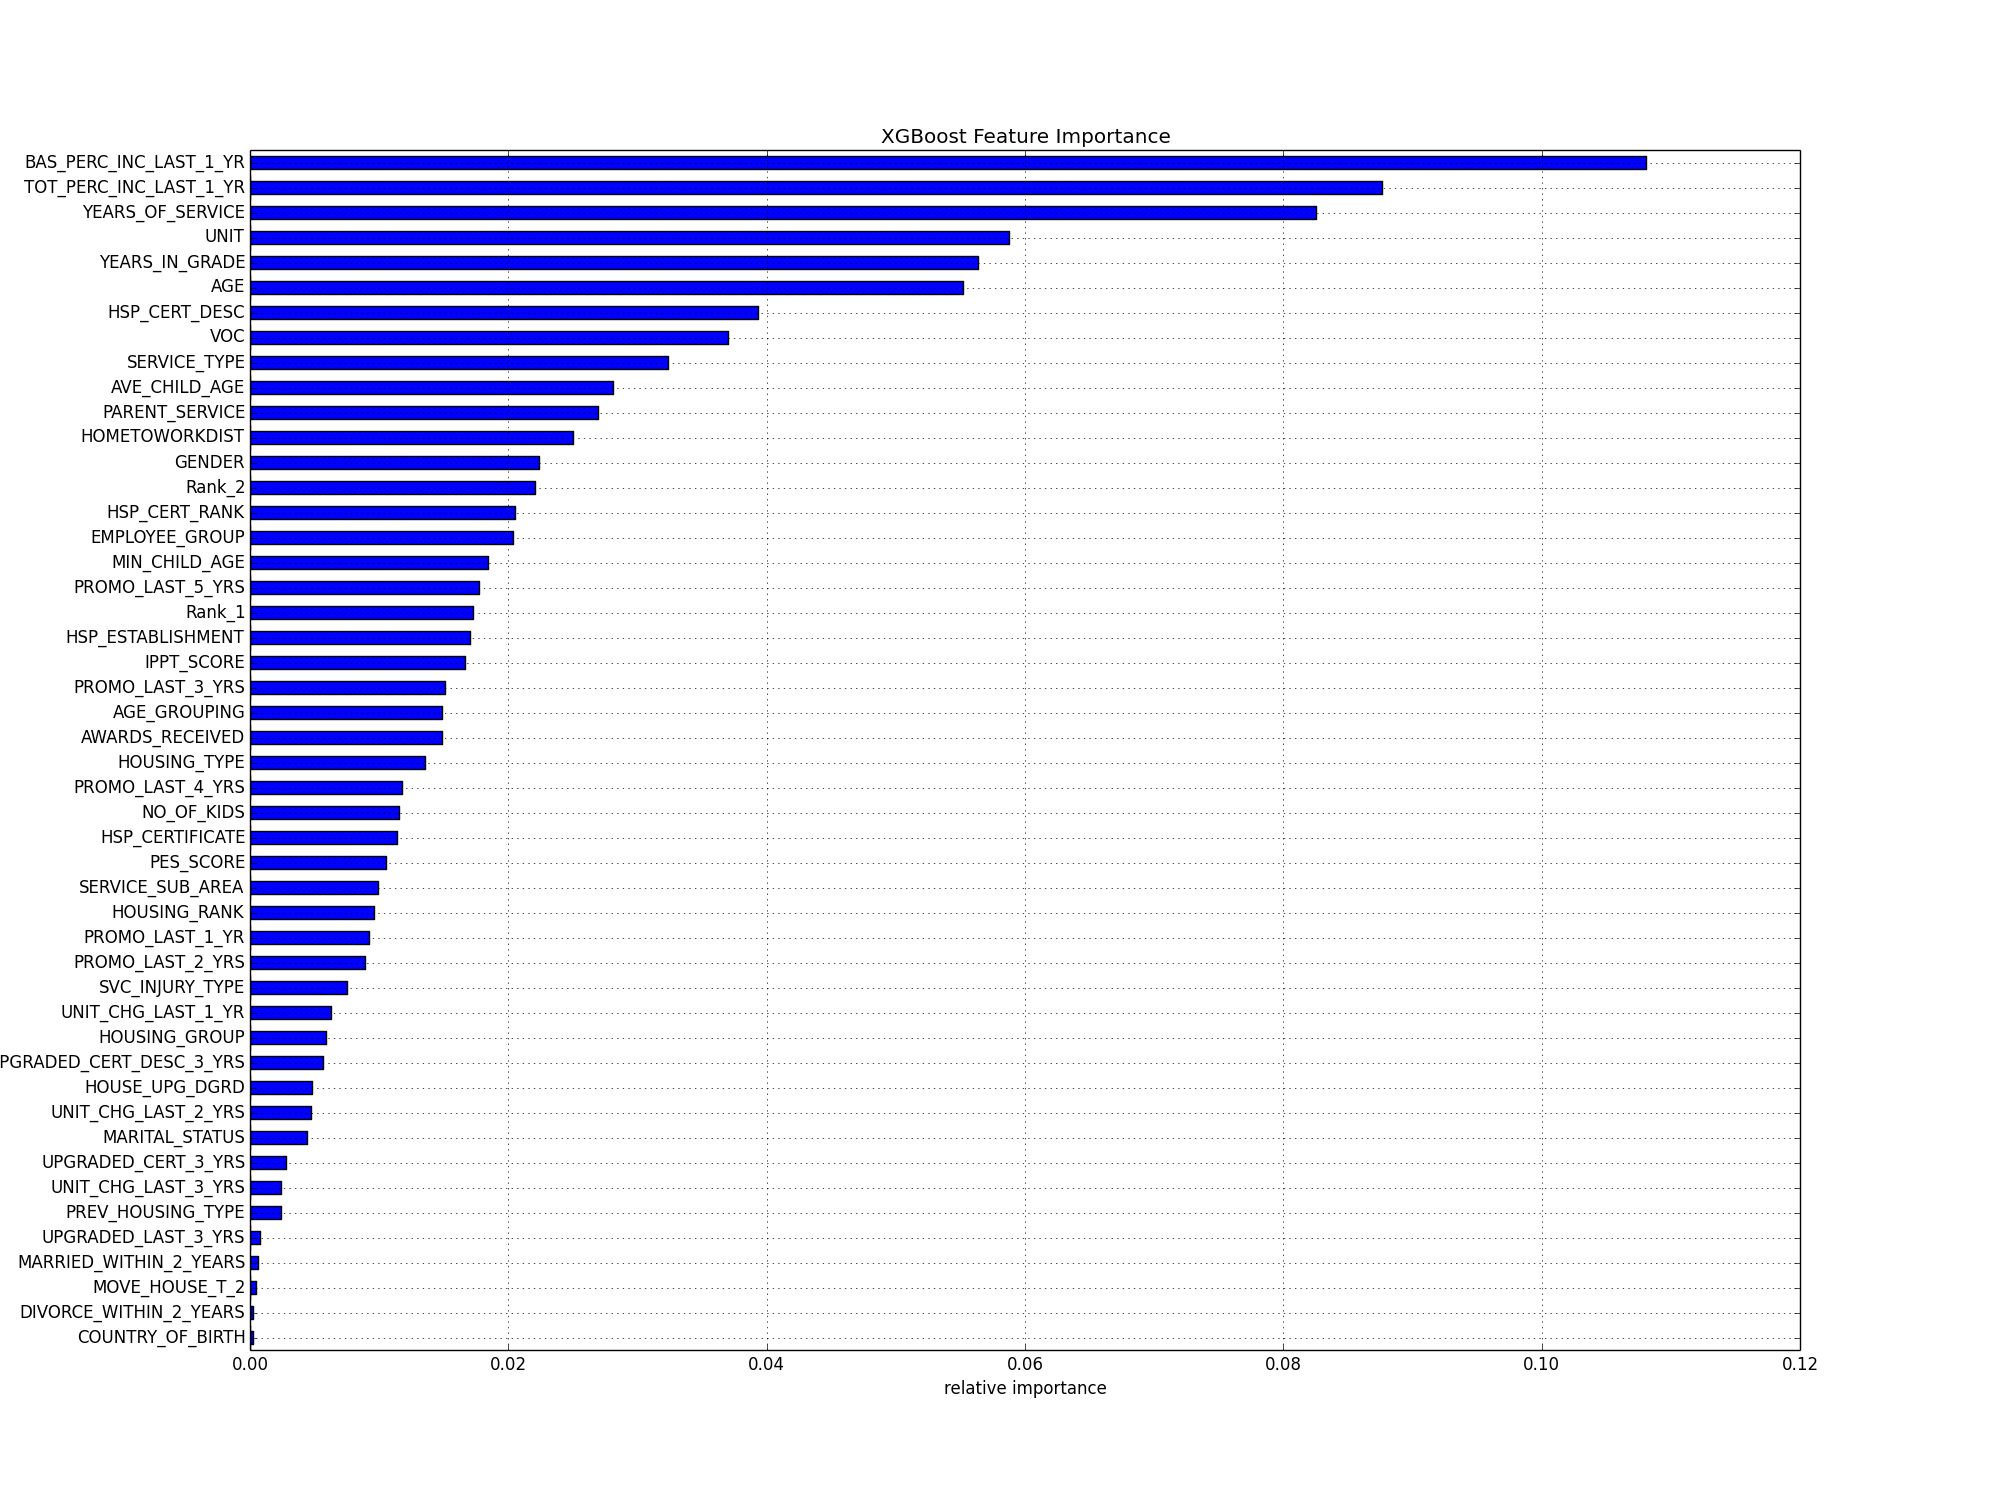 XGBoost Feature Importance
BAS_PERC_INC_LAST_1_YR
TOT_PERC_INC_LAST_1_YR
YEARS_OF_SERVICE
UNIT
YEARS_IN_GRADE
AGE
HSP_CERT_DESC
VOC
SERVICE_TYPE
AVE_CHILD_AGE
PARENT_SERVICE
HOMETOWORKDIST
GENDER
Rank_2
HSP_CERT_RANK
EMPLOYEE_GROUP
MIN_CHILD_AGE
PROMO_LAST_5_YRS
Rank_1
HSP_ESTABLISHMENT
IPPT_SCORE
PROMO_LAST_3_YRS
AGE_GROUPING
AWARDS_RECEIVED
HOUSING_TYPE
PROMO_LAST_4_YRS
NO_OF_KIDS
HSP_CERTIFICATE
PES_SCORE
SERVICE_SUB_AREA
HOUSING_RANK
PROMO_LAST_1_YR
PROMO_LAST_2_YRS
SVC_INJURY_TYPE
UNIT_CHG_LAST_1_YR
HOUSING_GROUP
PGRADED_CERT_DESC_3_YRS
HOUSE_UPG_DGRD
UNIT_CHG_LAST_2_YRS
MARITAL_STATUS
UPGRADED_CERT_3_YRS
UNIT_CHG_LAST_3_YRS
PREV_HOUSING_TYPE
UPGRADED_LAST_3_YRS
MARRIED_WITHIN_2_YEARS
MOVE_HOUSE_T_2
DIVORCE_WITHIN_2_YEARS
COUNTRY_OF_BIRTH
0.00 0.02 0.04 0.06 0.08 0.10 0.12
relative importance